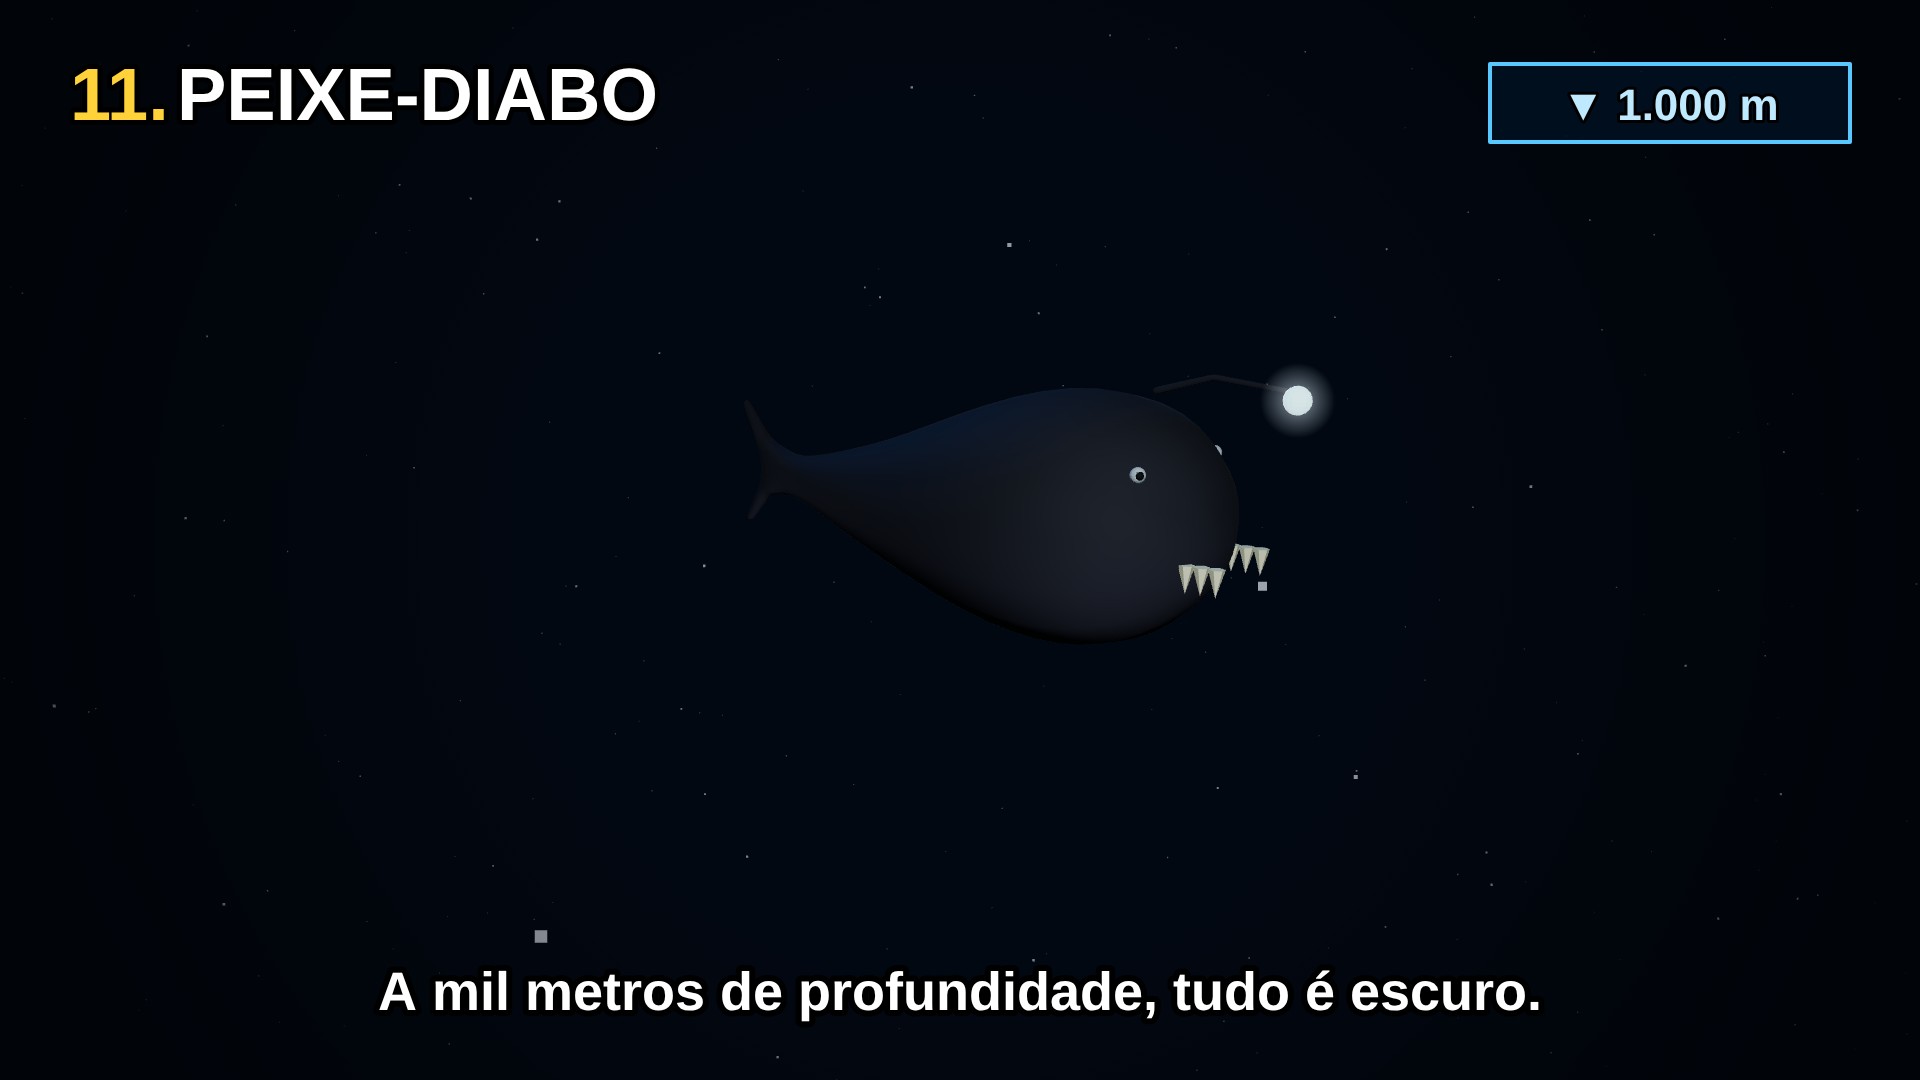 11. PEIXE-DIABO
▼ 1.000 m
A mil metros de profundidade, tudo é escuro.